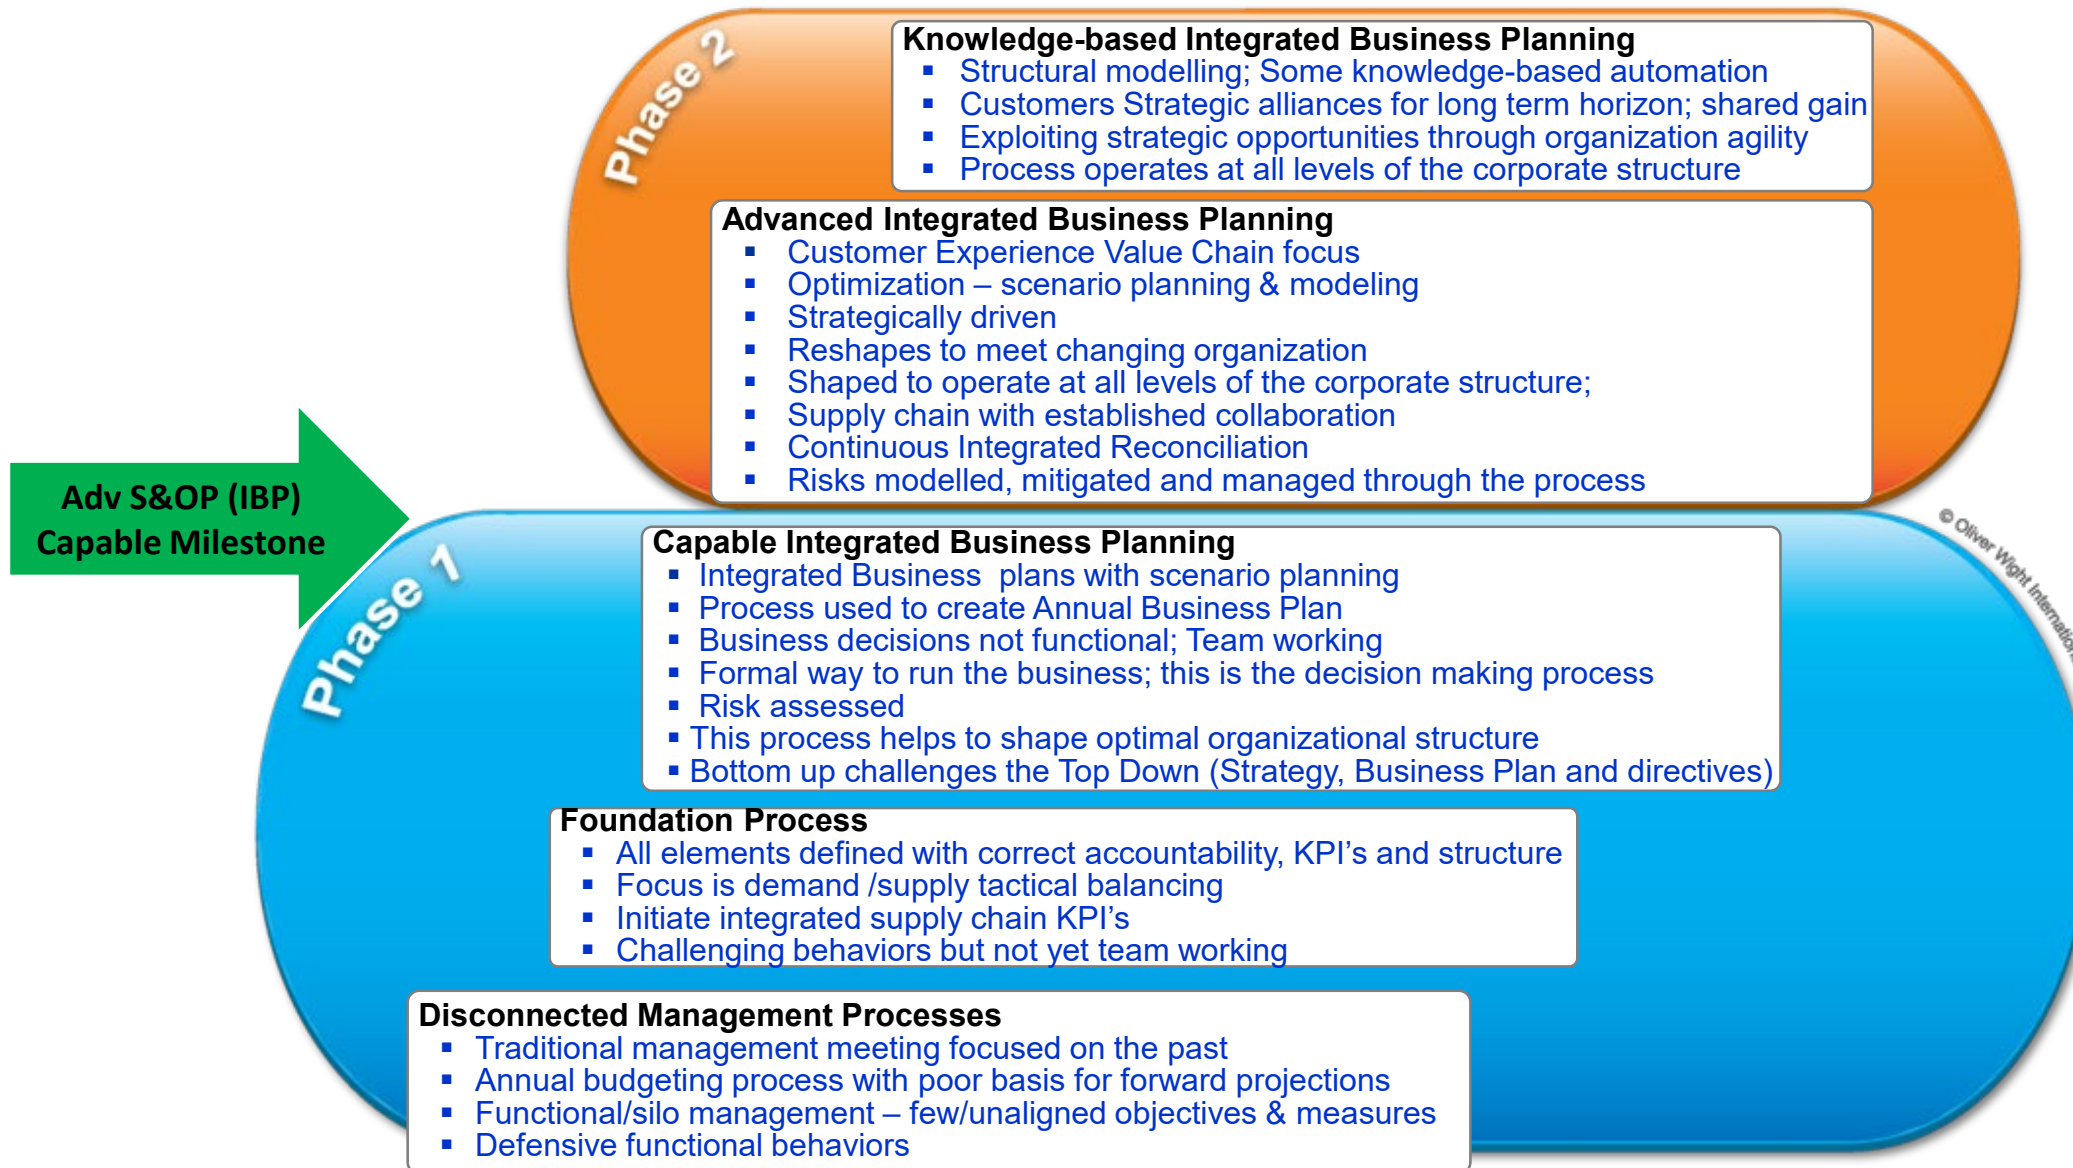 Phase 2
Knowledge-based Integrated Business Planning
▪ Structural modelling; Some knowledge-based automation
▪ Customers Strategic alliances for long term horizon; shared gain
▪ Exploiting strategic opportunities through organization agility
▪ Process operates at all levels of the corporate structure
Advanced Integrated Business Planning
▪ Customer Experience Value Chain focus
▪ Optimization – scenario planning & modeling
▪ Strategically driven
▪ Reshapes to meet changing organization
▪ Shaped to operate at all levels of the corporate structure;
▪ Supply chain with established collaboration
▪ Continuous Integrated Reconciliation
▪ Risks modelled, mitigated and managed through the process
Adv S&OP (IBP)
Capable Milestone
© Oliver Wight
Phase 1
Capable Integrated Business Planning
▪ Integrated Business  plans with scenario planning
▪ Process used to create Annual Business Plan
▪ Business decisions not functional; Team working
▪ Formal way to run the business; this is the decision making process
▪ Risk assessed
▪ This process helps to shape optimal organizational structure
▪ Bottom up challenges the Top Down (Strategy, Business Plan and directives)
Foundation Process
▪ All elements defined with correct accountability, KPI's and structure
▪ Focus is demand /supply tactical balancing
▪ Initiate integrated supply chain KPI's
▪ Challenging behaviors but not yet team working
Disconnected Management Processes
▪ Traditional management meeting focused on the past
▪ Annual budgeting process with poor basis for forward projections
▪ Functional/silo management – few/unaligned objectives & measures
▪ Defensive functional behaviors